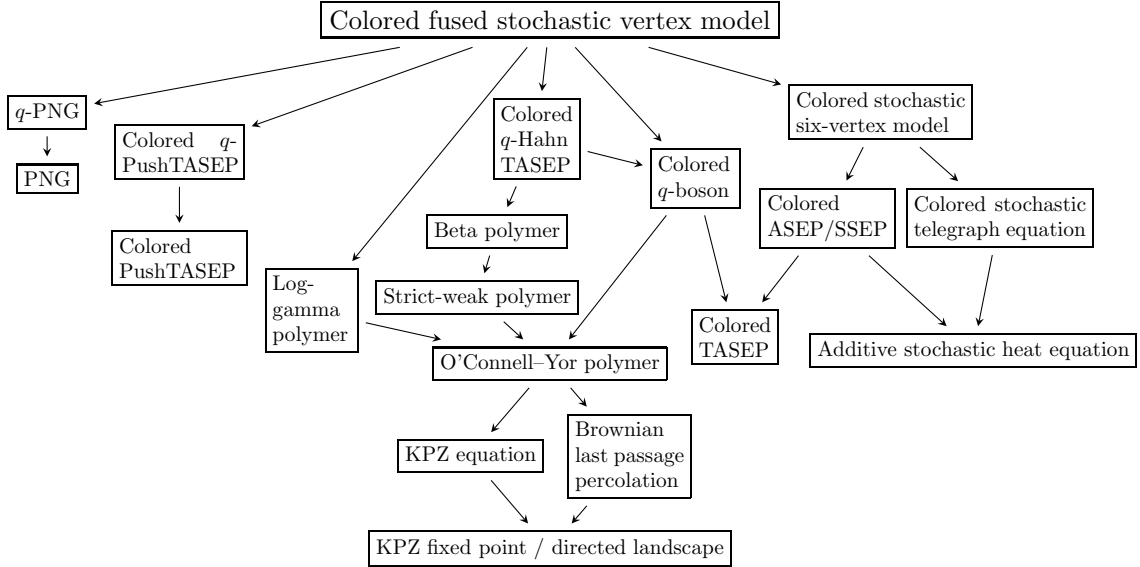 Colored fused stochastic vertex model
q-PNG
PNG
Colored q-
PushTASEP
Colored
PushTASEP
Log-
gamma
polymer
Colored
q-Hahn
TASEP
Beta polymer
Strict-weak polymer
O'Connell–Yor polymer
Colored
q-boson
Colored stochastic
six-vertex model
Colored
ASEP/SSEP
Colored stochastic
telegraph equation
Colored
TASEP
Additive stochastic heat equation
KPZ equation
Brownian
last passage
percolation
KPZ fixed point / directed landscape